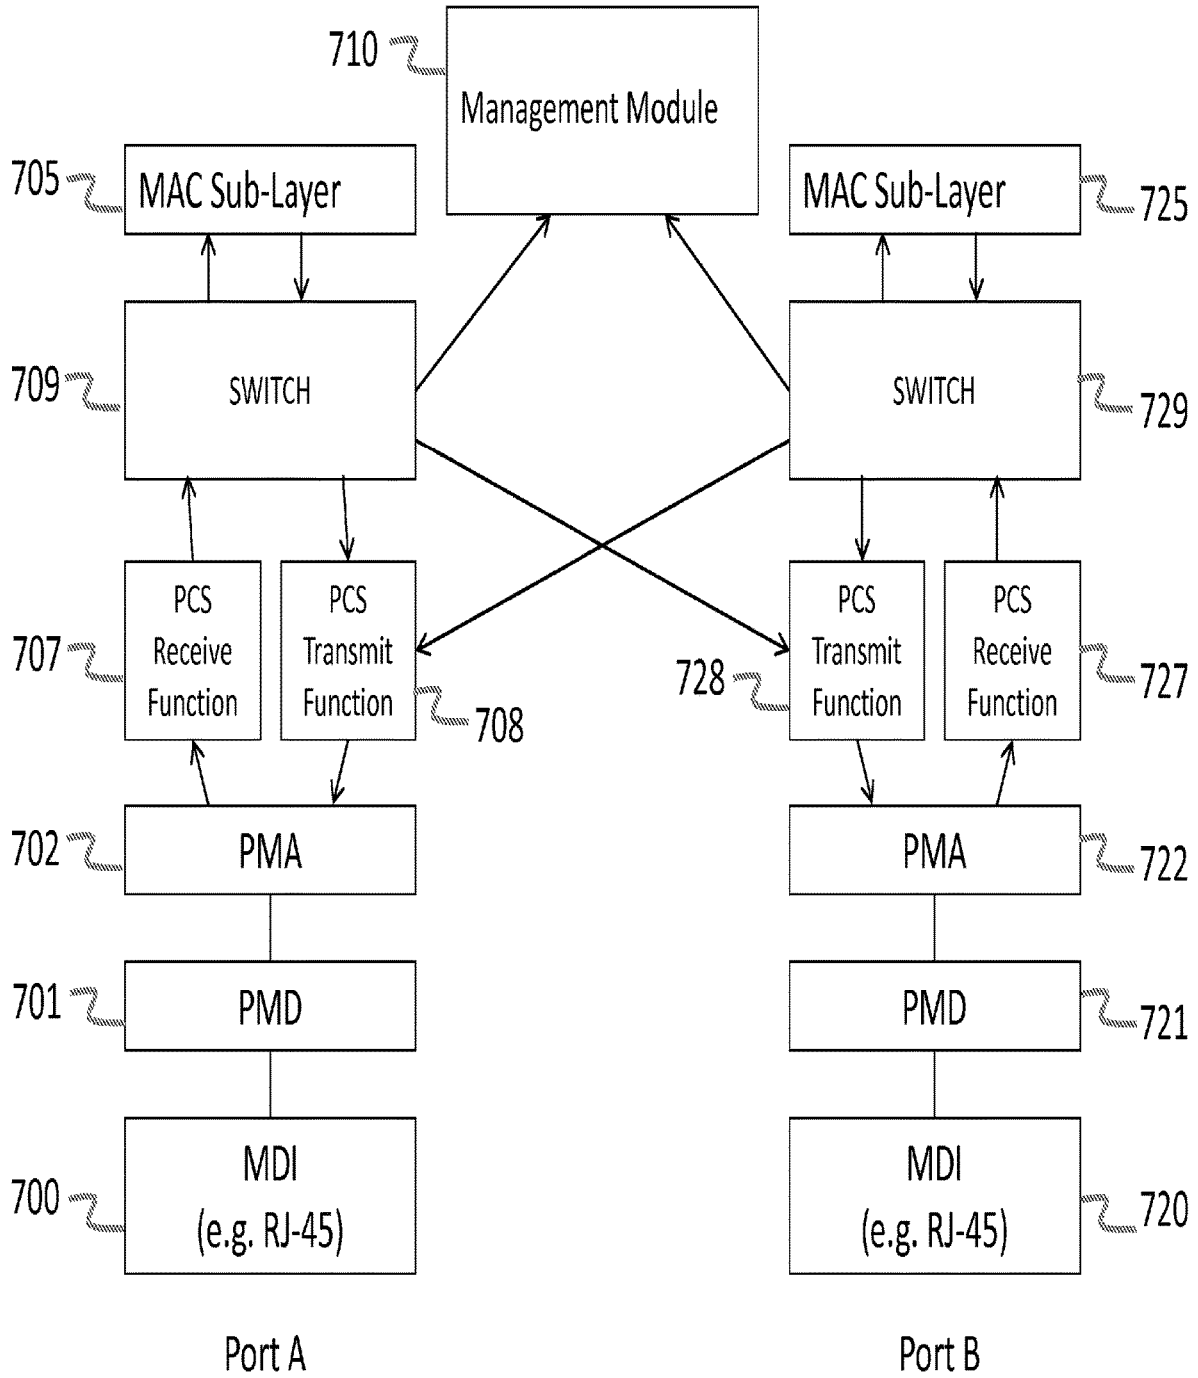 710
Management Module
705
MAC Sub-Layer
MAC Sub-Layer
725
709
SWITCH
SWITCH
729
707
PCS
Receive
Function
PCS
Transmit
Function
708
728
PCS
Transmit
Function
PCS
Receive
Function
727
702
PMA
PMA
722
701
PMD
PMD
721
700
MDI
(e.g. RJ-45)
MDI
(e.g. RJ-45)
720
Port A
Port B